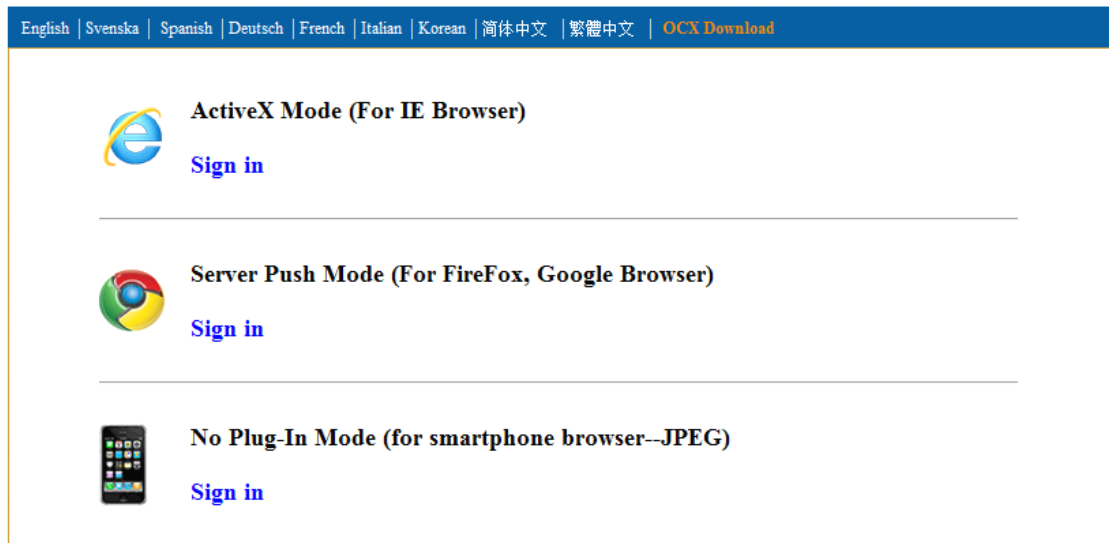 English | Svenska | Spanish | Deutsch | French | Italian | Korean | 简体中文 | 繁體中文 | OCX Download
ActiveX Mode (For IE Browser)
Sign in
Server Push Mode (For FireFox, Google Browser)
Sign in
No Plug-In Mode (for smartphone browser--JPEG)
Sign in